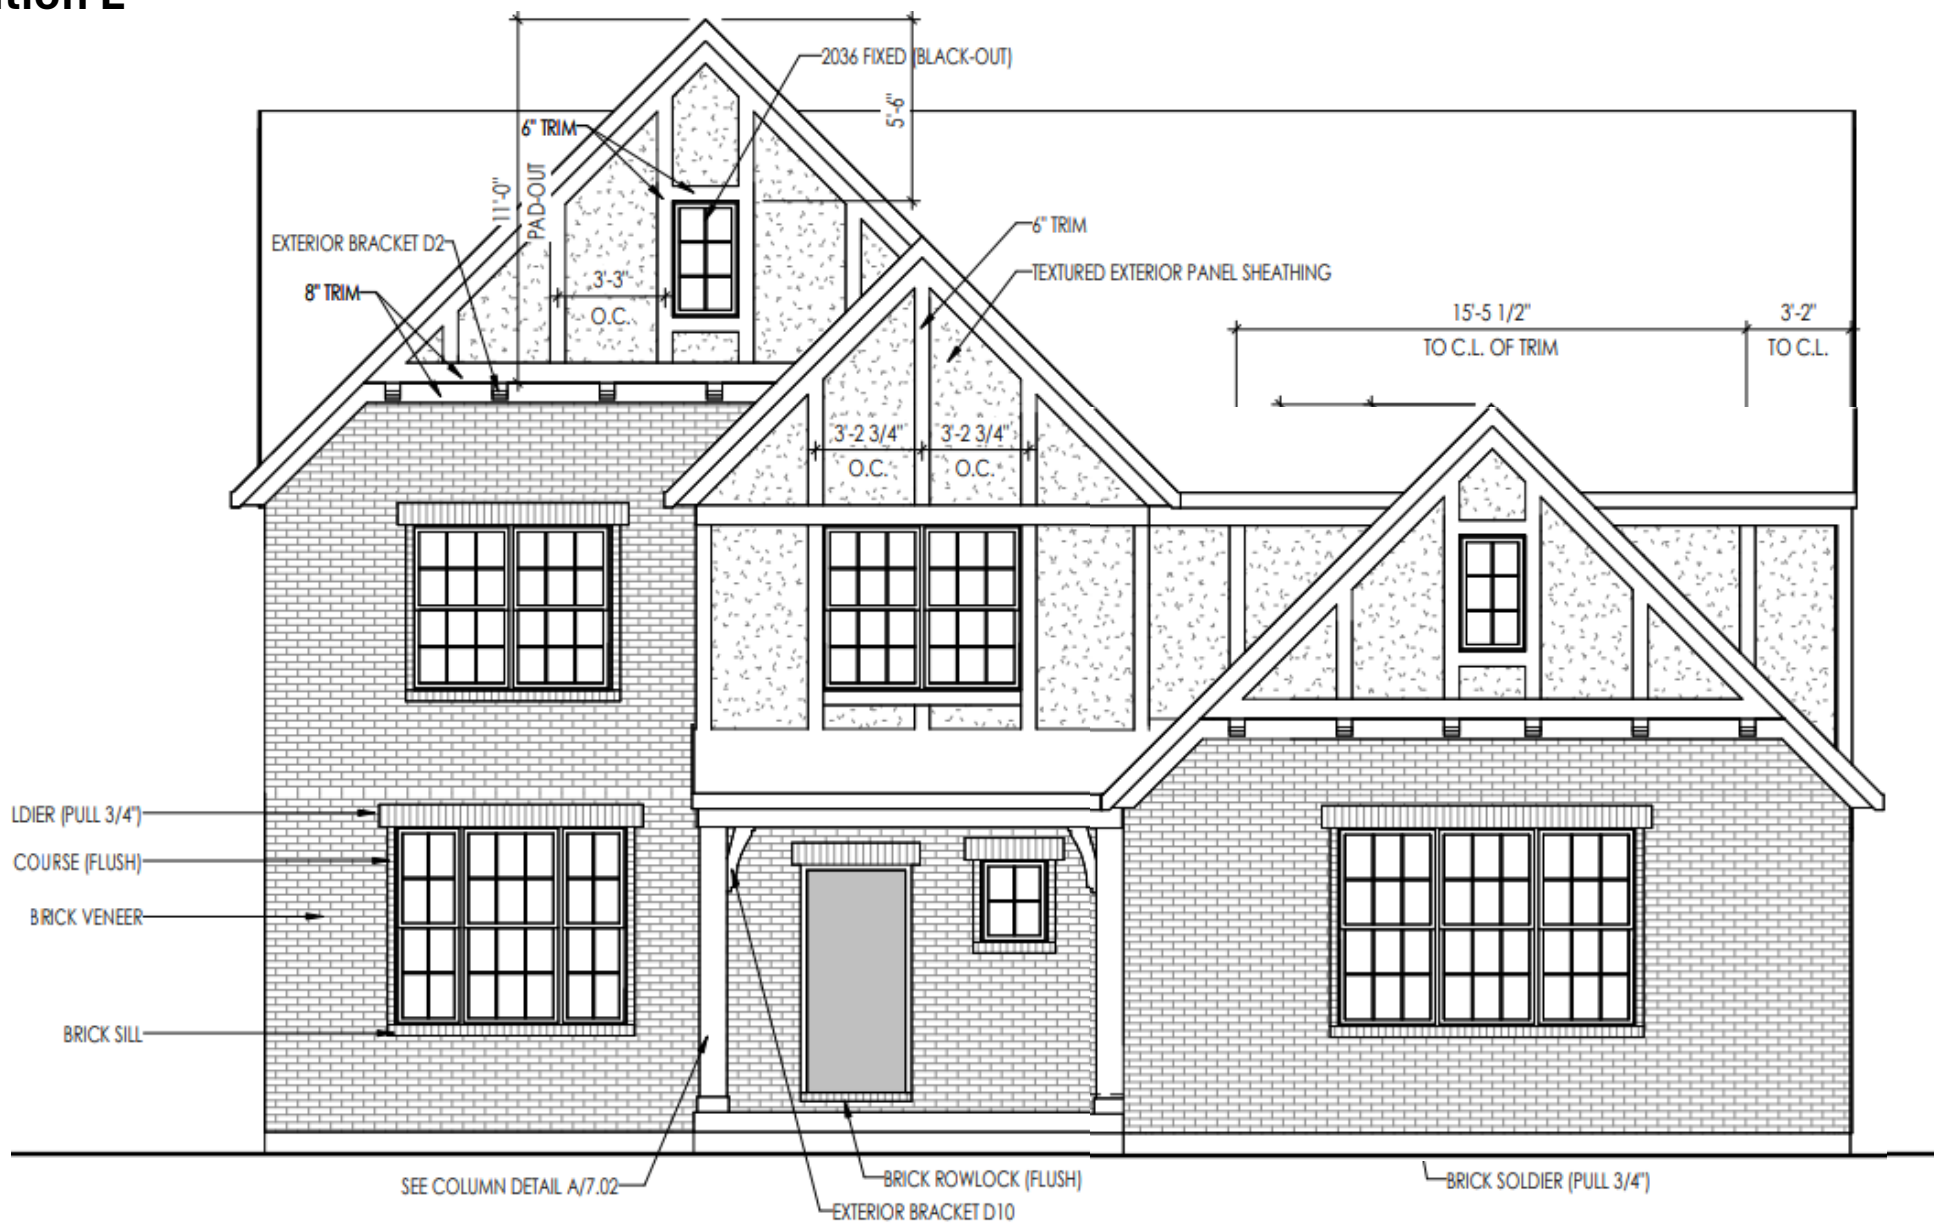 2036 FIXED (BLACK-OUT)
5'-6"
6" TRIM
11'-0"
PAD-OUT
EXTERIOR BRACKET D2
8" TRIM
3'-3"
O.C.
6" TRIM
TEXTURED EXTERIOR PANEL SHEATHING
15'-5 1/2"
TO C.L. OF TRIM
3'-2"
TO C.L.
3'-2 3/4"
O.C.
3'-2 3/4"
O.C.
LDIER (PULL 3/4")
COURSE (FLUSH)
BRICK VENEER
BRICK SILL
SEE COLUMN DETAIL A/7.02
BRICK ROWLOCK (FLUSH)
EXTERIOR BRACKET D10
BRICK SOLDIER (PULL 3/4")